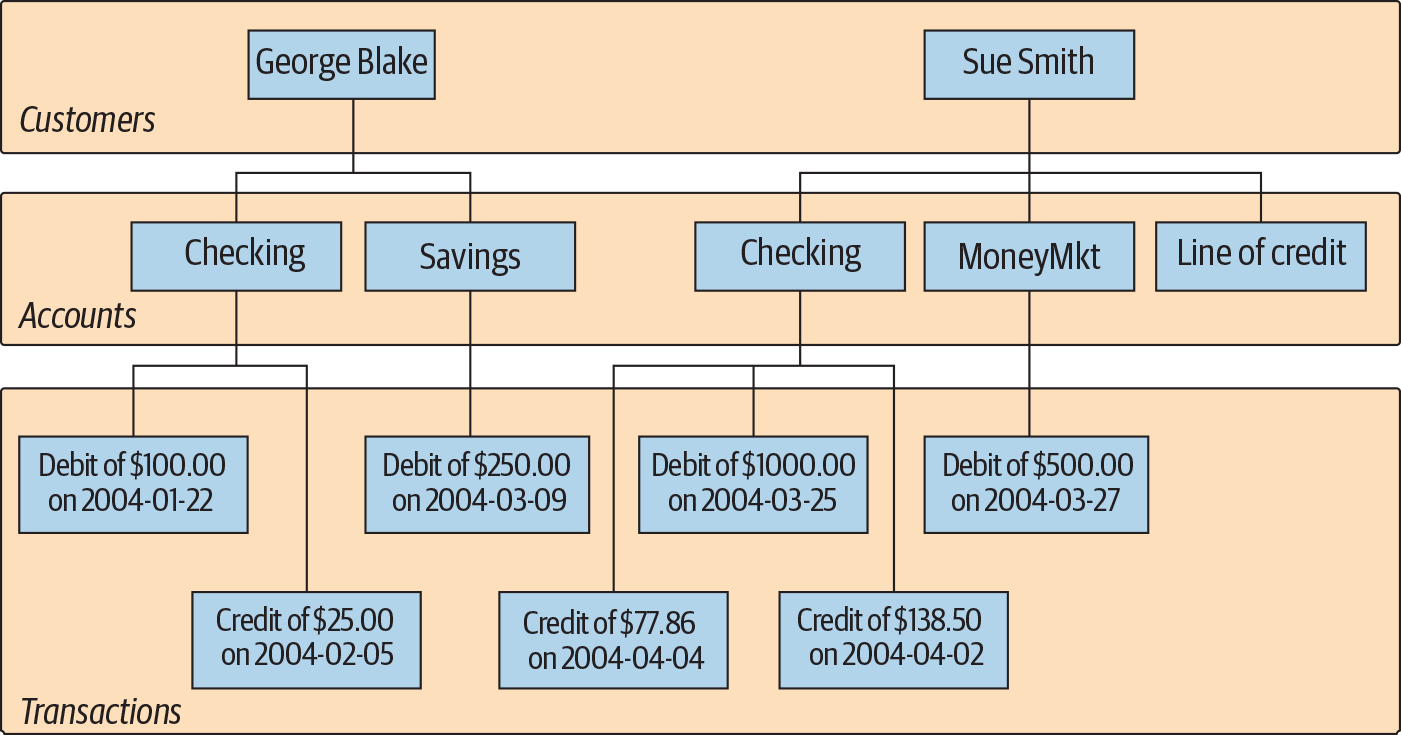 George Blake
Sue Smith
Customers
Checking
Savings
Checking
MoneyMkt
Line of credit
Accounts
Debit of $100.00
on 2004-01-22
Debit of $250.00
on 2004-03-09
Debit of $1000.00
on 2004-03-25
Debit of $500.00
on 2004-03-27
Credit of $25.00
on 2004-02-05
Credit of $77.86
on 2004-04-04
Credit of $138.50
on 2004-04-02
Transactions